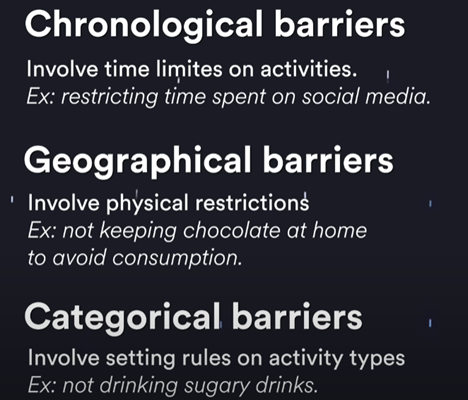 Chronological barriers
Involve time limites on activities.
Ex: restricting time spent on social media.
Geographical barriers
Involve physical restrictions
Ex: not keeping chocolate at home
to avoid consumption.
Categorical barriers
Involve setting rules on activity types
Ex: not drinking sugary drinks.